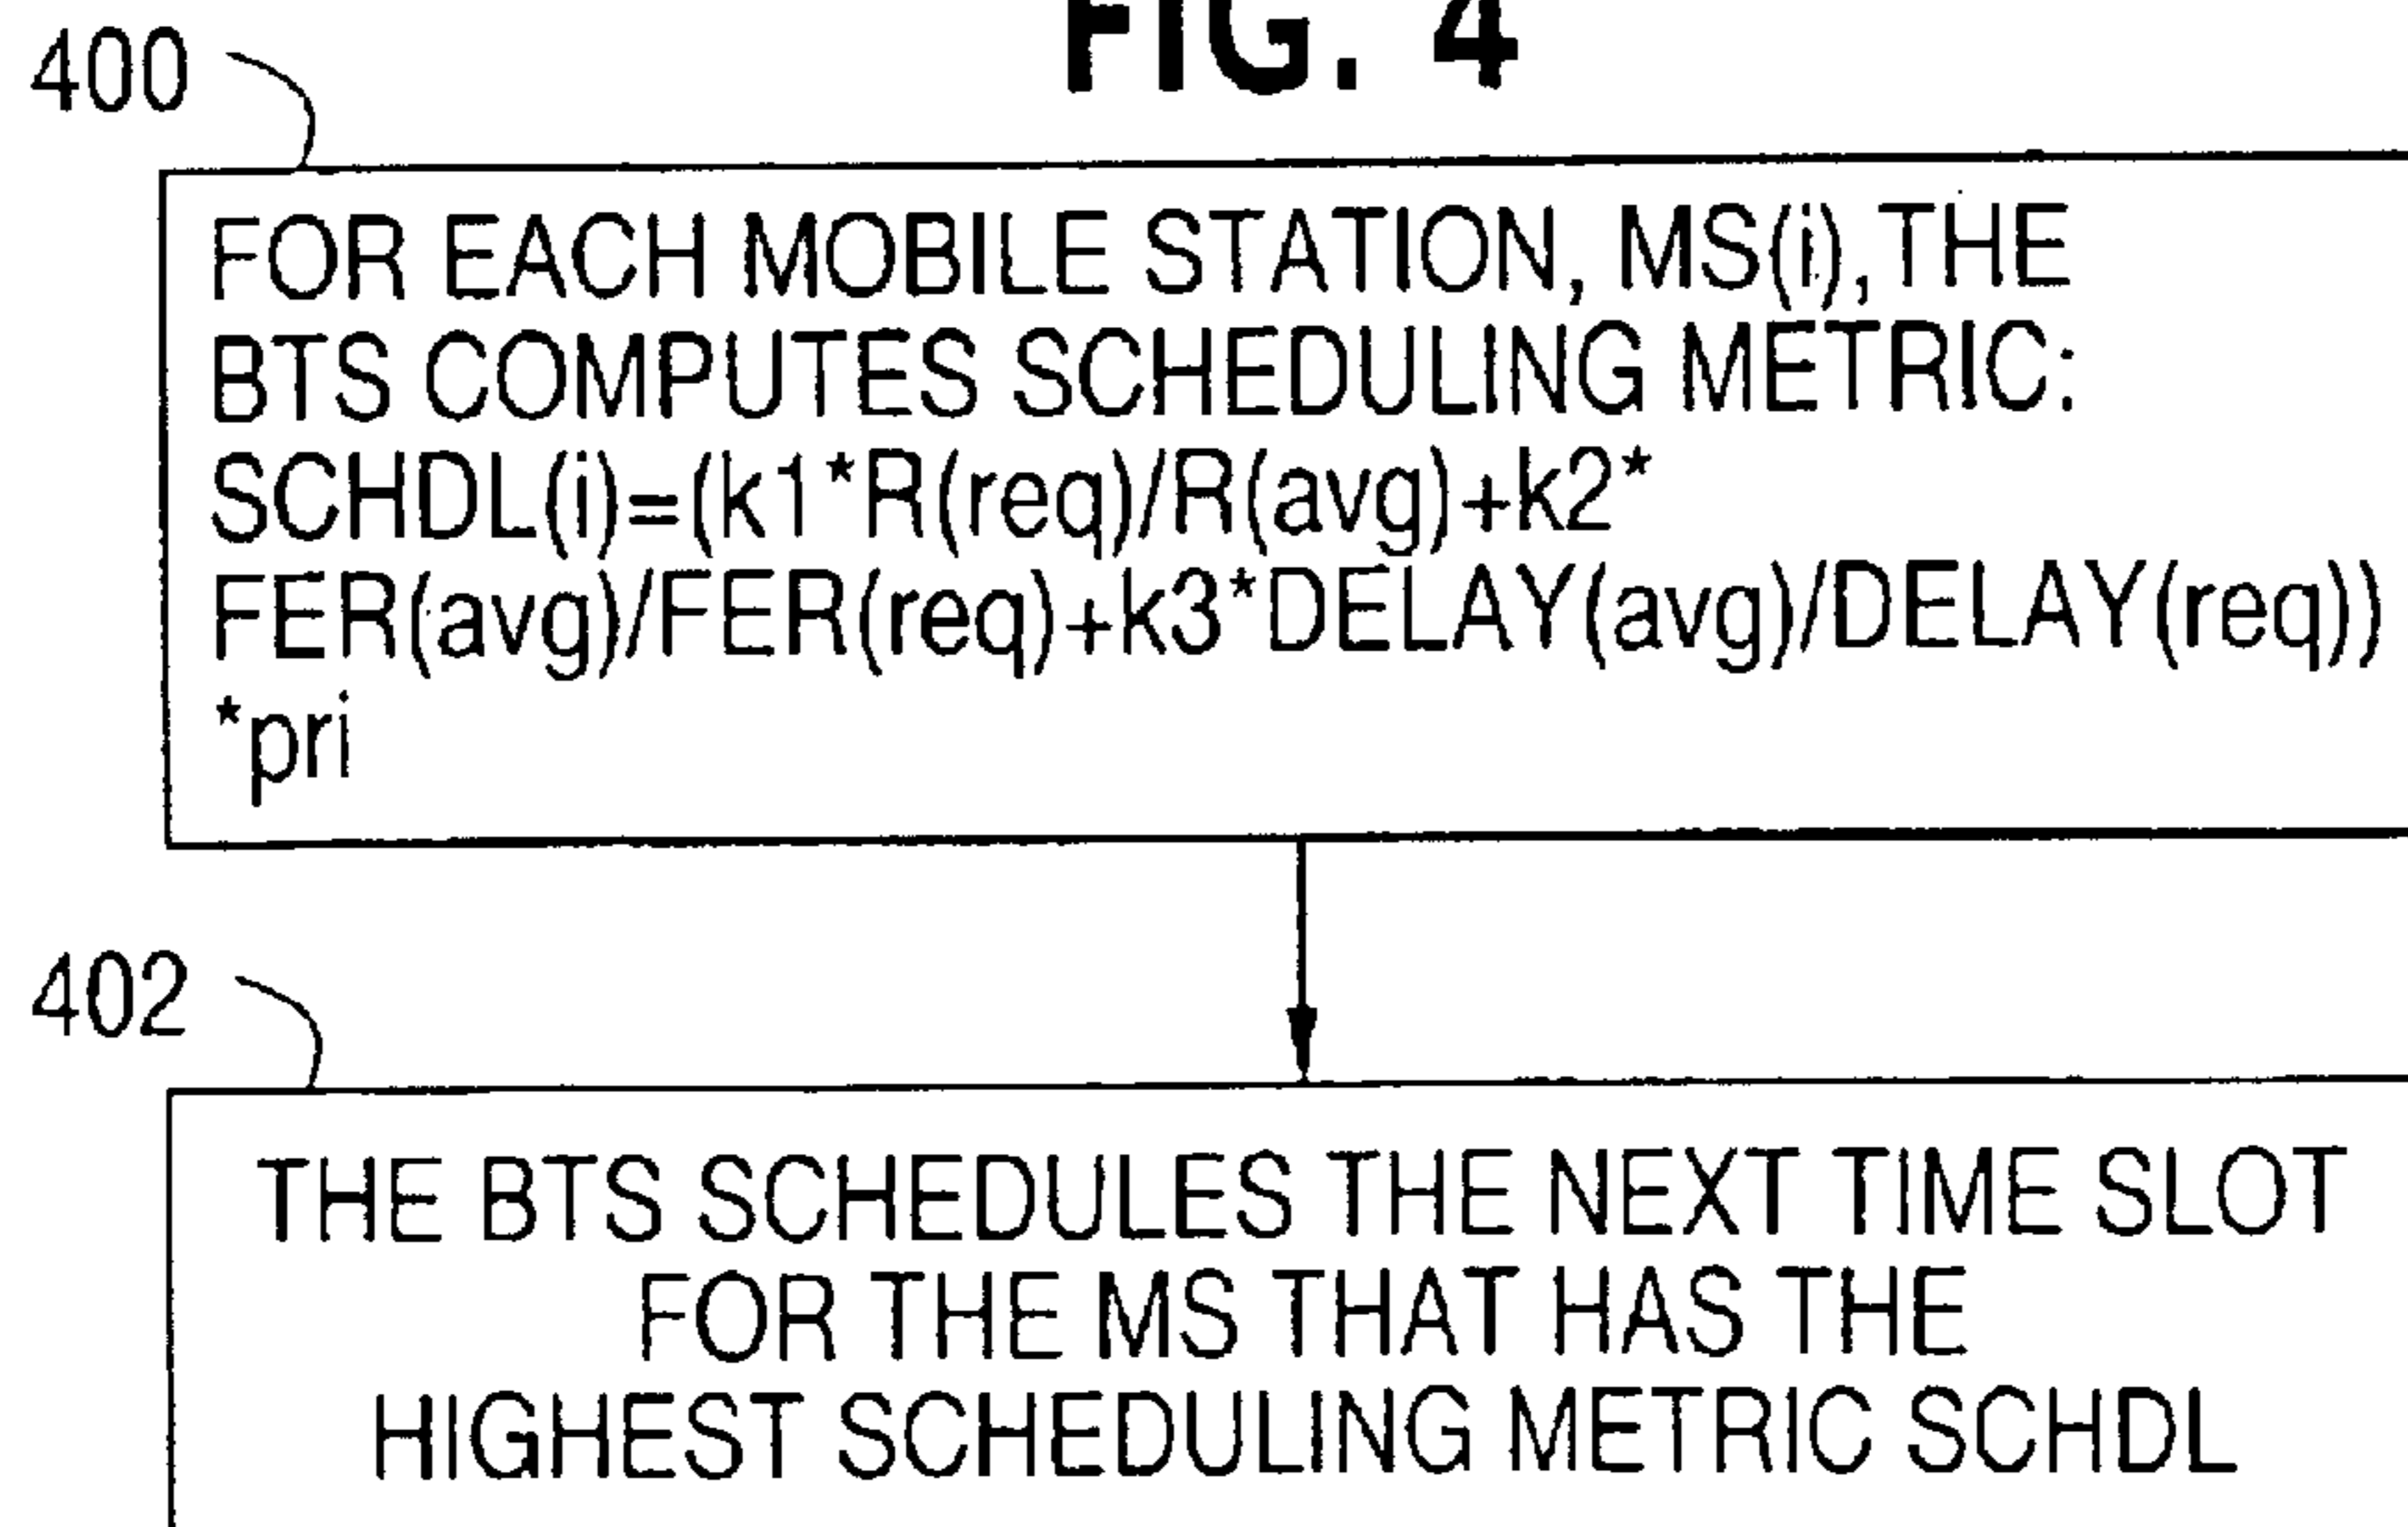 FIG. 4
400
FOR EACH MOBILE STATION, MS(i),THE
BTS COMPUTES SCHEDULING METRIC:
SCHDL(i)=(k1*R(req)/R(avg)+k2*
FER(avg)/FER(req)+k3*DELAY(avg)/DELAY(req))
*pri
402
THE BTS SCHEDULES THE NEXT TIME SLOT
FOR THE MS THAT HAS THE
HIGHEST SCHEDULING METRIC SCHDL